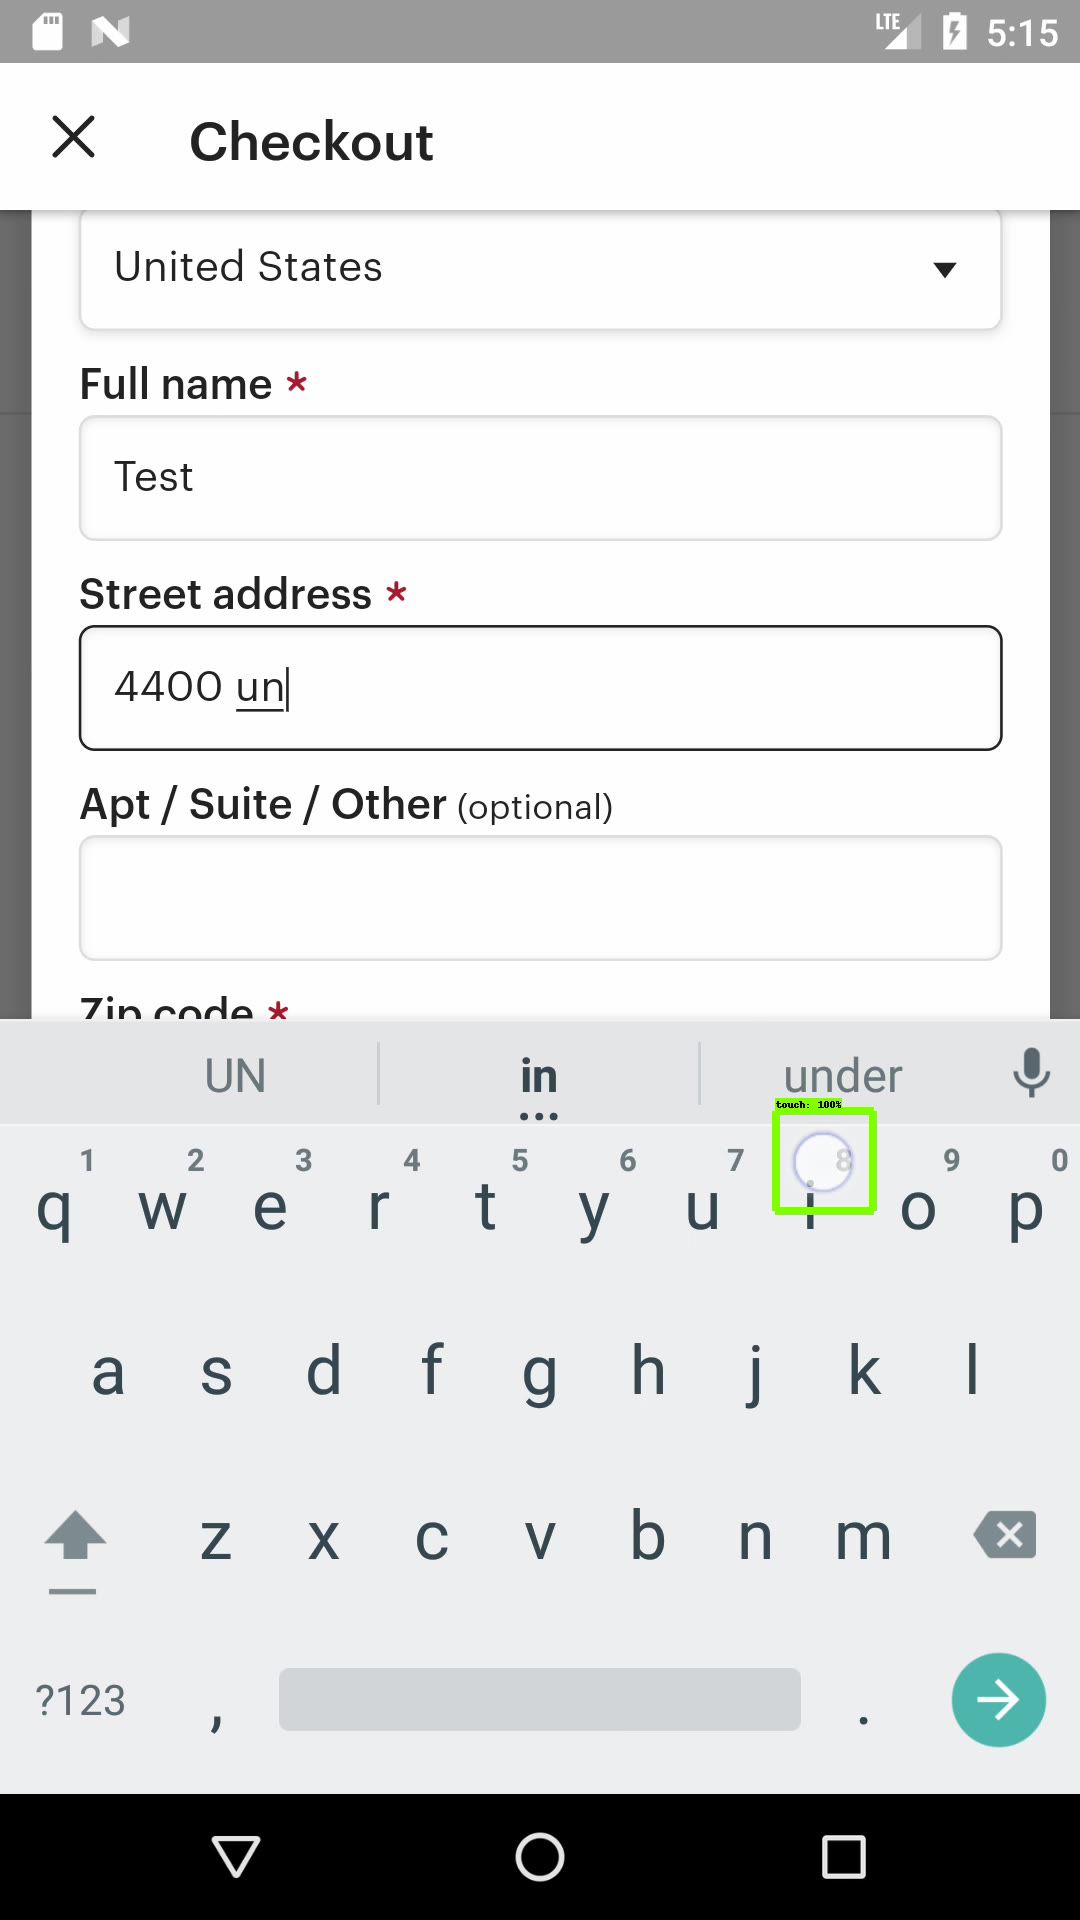 LTE 5:15
Checkout
United States
Full name *
Test
Street address *
4400 un
Apt / Suite / Other (optional)
Zip code *
UN in under
touch: 100%
1 2 3 4 5 6 7 8 9 0
q w e r t y u i o p
a s d f g h j k l
z x c v b n m
?123 , .